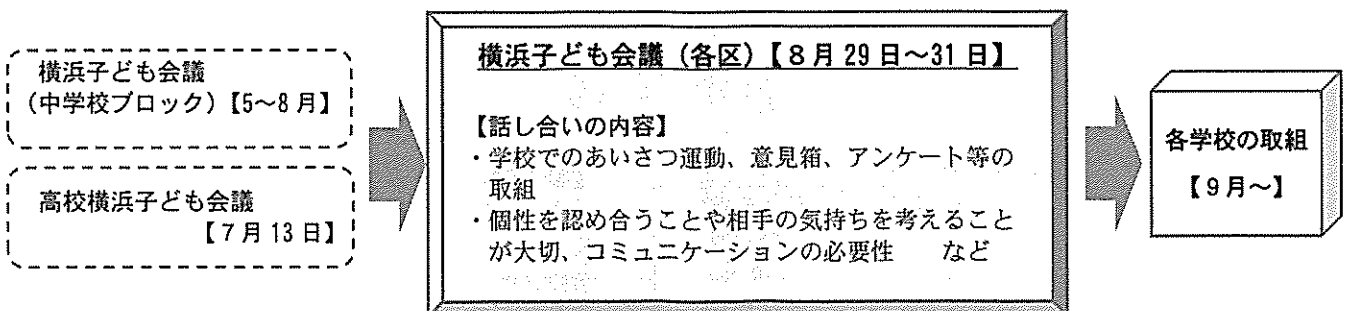 横浜子ども会議
（中学校ブロック）【5～8月】
高校横浜子ども会議
【7月13日】
横浜子ども会議（各区）【8月29日～31日】
【話し合いの内容】
・学校でのあいさつ運動、意見箱、アンケート等の
取組
・個性を認め合うことや相手の気持ちを考えること
が大切、コミュニケーションの必要性　　など
各学校の取組
【9月～】